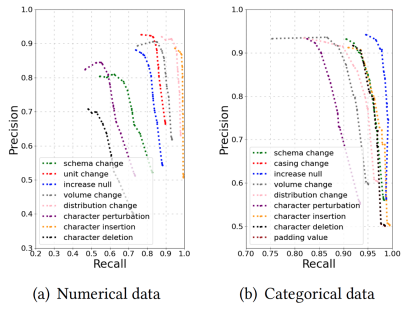 1.0
0.9
0.8
0.7
0.6
0.5
0.4
0.3
Precision
schema change
unit change
increase null
volume change
distribution change
character perturbation
character insertion
character deletion
0.2 0.3 0.4 0.5 0.6 0.7 0.8 0.9 1.0
Recall
(a) Numerical data
1.0
0.9
0.8
0.7
0.6
0.5
Precision
schema change
casing change
increase null
volume change
distribution change
character perturbation
character insertion
character deletion
padding value
0.70 0.75 0.80 0.85 0.90 0.95 1.00
Recall
(b) Categorical data